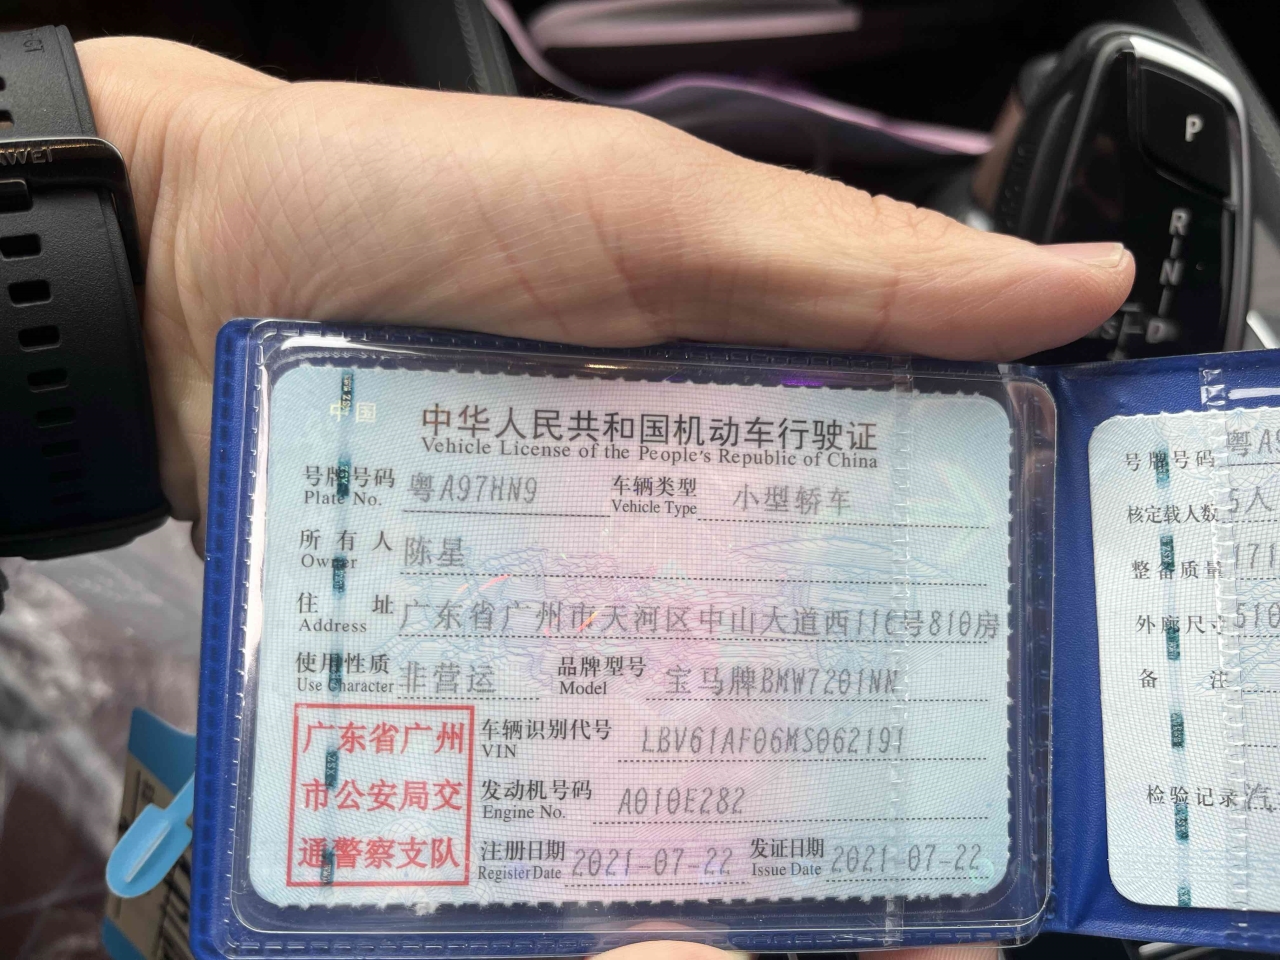 AWEI
P
R
N
D
S
中国
中华人民共和国机动车行驶证
Vehicle License of the People's Republic of China
号牌号码 粤A97HN9 车辆类型 小型轿车
Plate No. Vehicle Type
所有人 陈星
Owner
住址 广东省广州市天河区中山大道西116号810房
Address
使用性质 非营运 品牌型号 宝马牌BMW7201NN
Use Character Model
广东省广州
市公安局交
通警察支队
车辆识别代号 LBV61AF06MS062191
VIN
发动机号码 A010E282
Engine No.
注册日期 2021-07-22 发证日期 2021-07-22
Register Date Issue Date
号牌号码 粤A9
核定载人数 5人
整备质量 171
外廓尺寸 510
备注
检验记录 汽